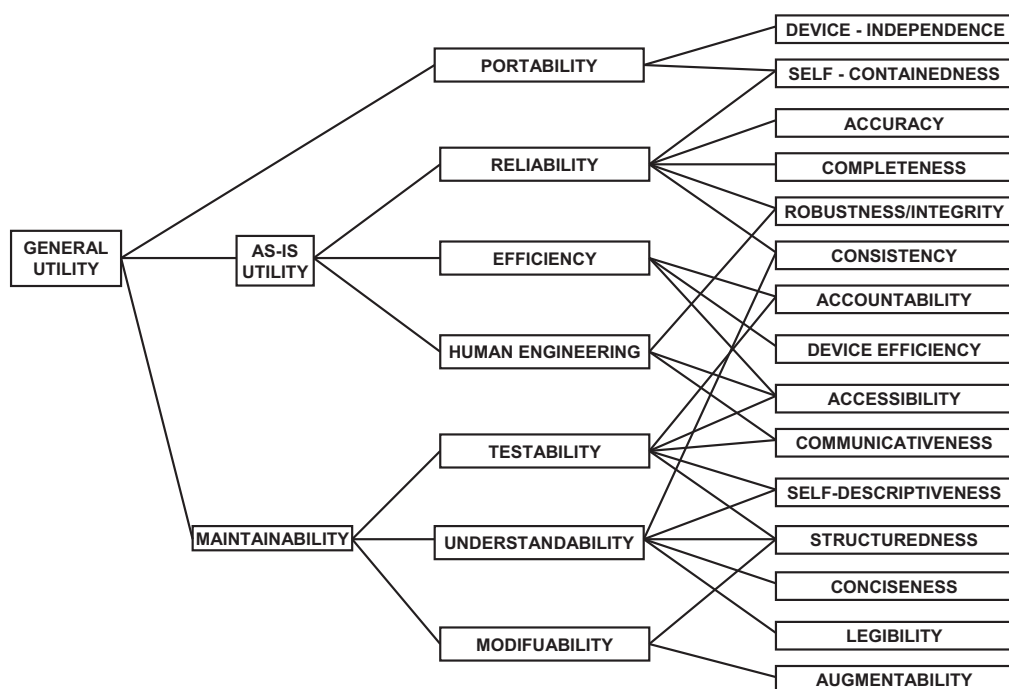 GENERAL
UTILITY
AS-IS
UTILITY
MAINTAINABILITY
PORTABILITY
RELIABILITY
EFFICIENCY
HUMAN ENGINEERING
TESTABILITY
UNDERSTANDABILITY
MODIFUABILITY
DEVICE - INDEPENDENCE
SELF - CONTAINEDNESS
ACCURACY
COMPLETENESS
ROBUSTNESS/INTEGRITY
CONSISTENCY
ACCOUNTABILITY
DEVICE EFFICIENCY
ACCESSIBILITY
COMMUNICATIVENESS
SELF-DESCRIPTIVENESS
STRUCTUREDNESS
CONCISENESS
LEGIBILITY
AUGMENTABILITY